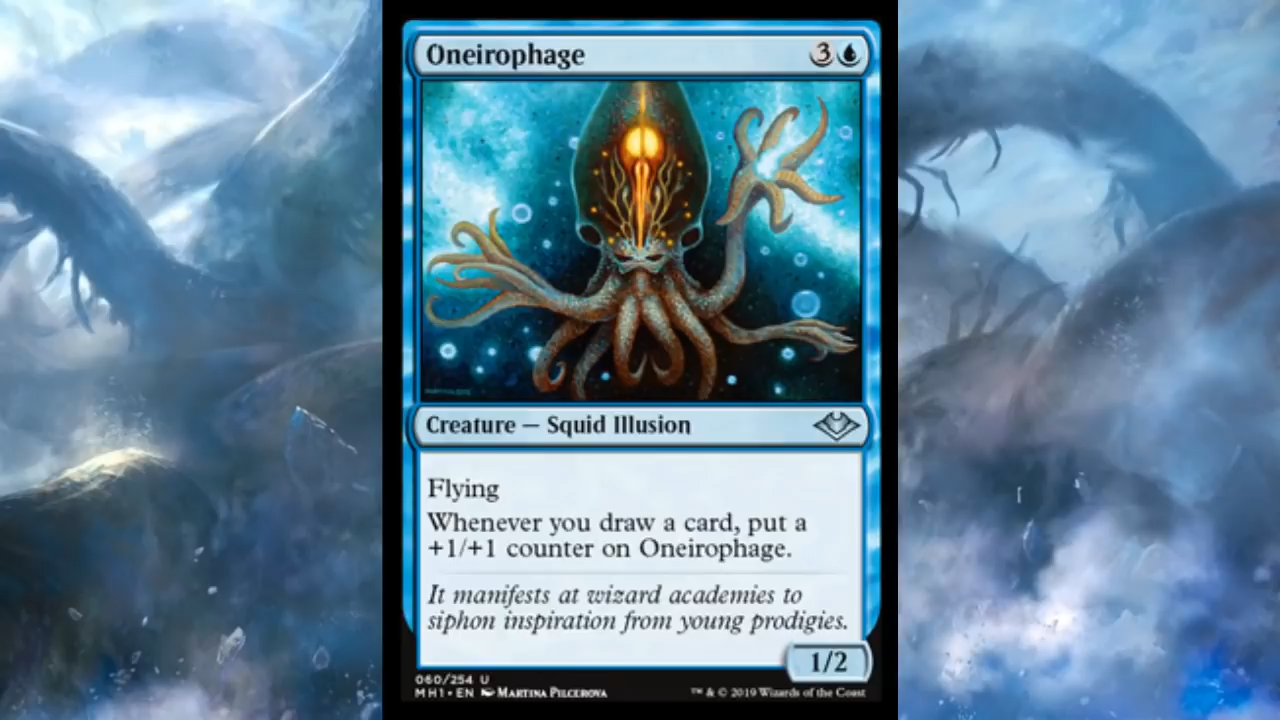 Oneirophage 3
Creature — Squid Illusion
Flying
Whenever you draw a card, put a
+1/+1 counter on Oneirophage.
It manifests at wizard academies to
siphon inspiration from young prodigies.
1/2
060/254 U
MH1 • EN Martina Pilcerova
™ & © 2019 Wizards of the Coast